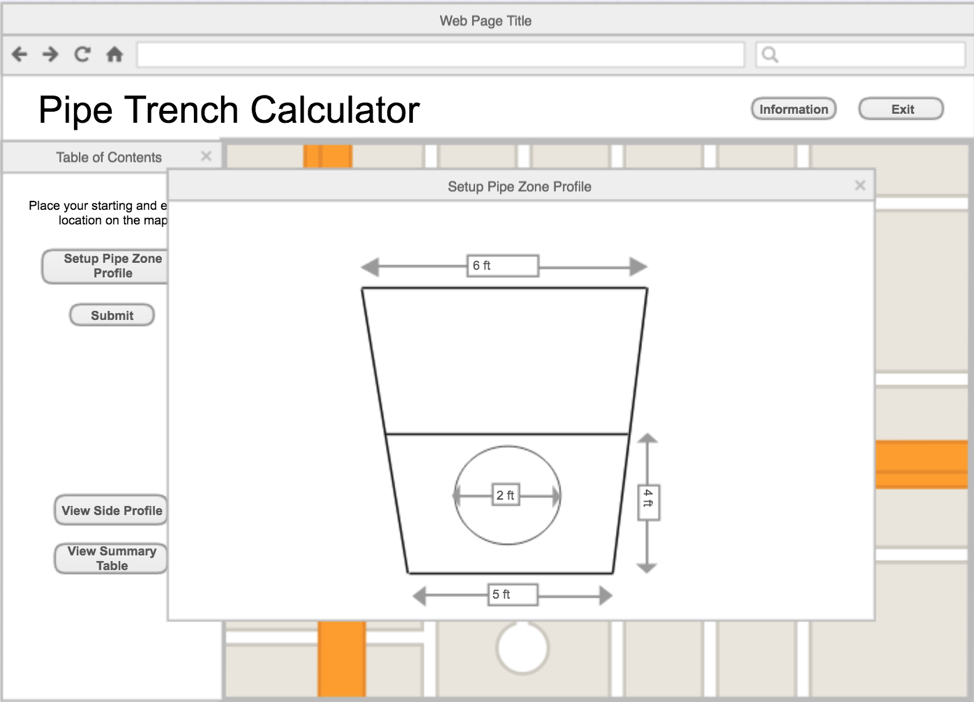 Web Page Title
Pipe Trench Calculator
Information
Exit
Table of Contents
Setup Pipe Zone Profile
Place your starting and e
location on the map
Setup Pipe Zone
Profile
Submit
View Side Profile
View Summary
Table
6 ft
2 ft
4 ft
5 ft